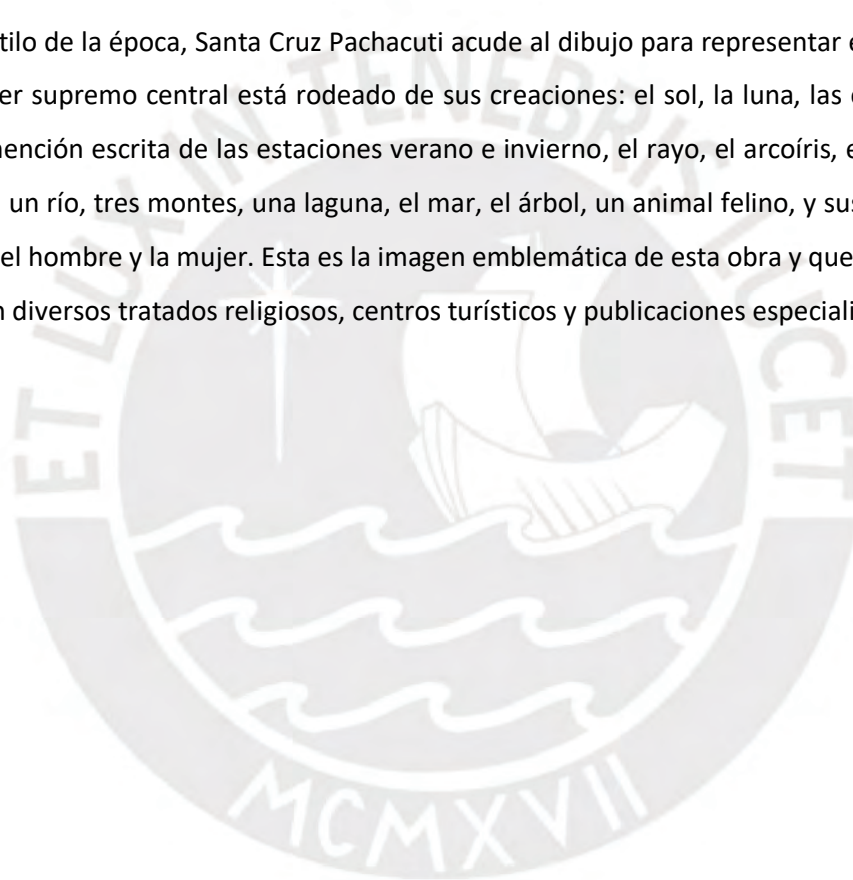 tilo de la época, Santa Cruz Pachacuti acude al dibujo para representar e
er supremo central está rodeado de sus creaciones: el sol, la luna, las
ención escrita de las estaciones verano e invierno, el rayo, el arcoíris, e
un río, tres montes, una laguna, el mar, el árbol, un animal felino, y sus
el hombre y la mujer. Esta es la imagen emblemática de esta obra y que
n diversos tratados religiosos, centros turísticos y publicaciones especiali
ET LUX IN TENEBRIS LUCET
MCMXVII